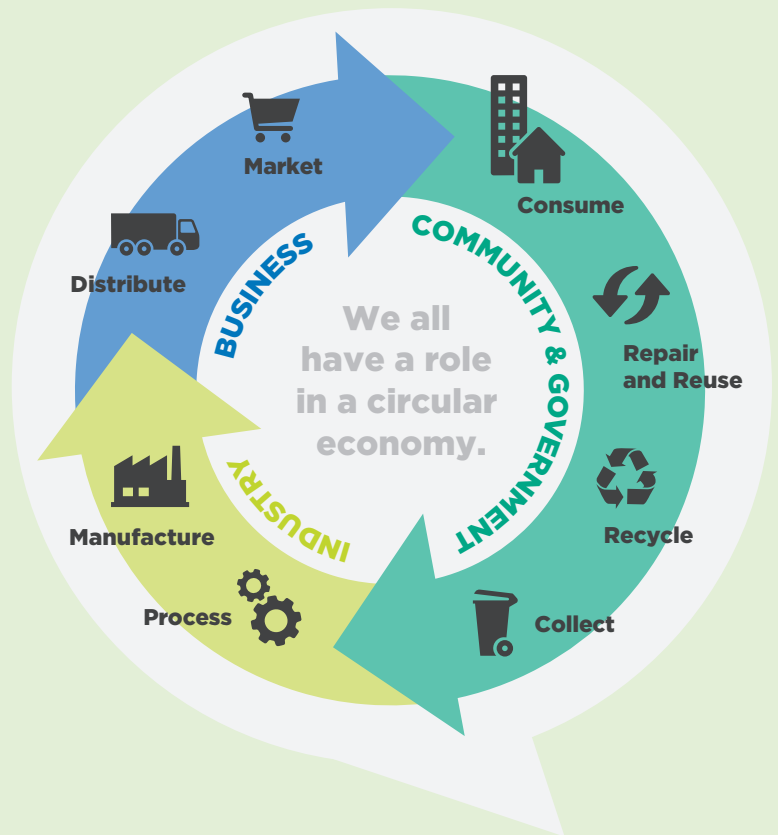 Market
Consume
Distribute
BUSINESS
COMMUNITY & GOVERNMENT
We all
have a role
in a circular
economy.
Repair
and Reuse
INDUSTRY
Manufacture
Recycle
Process
Collect